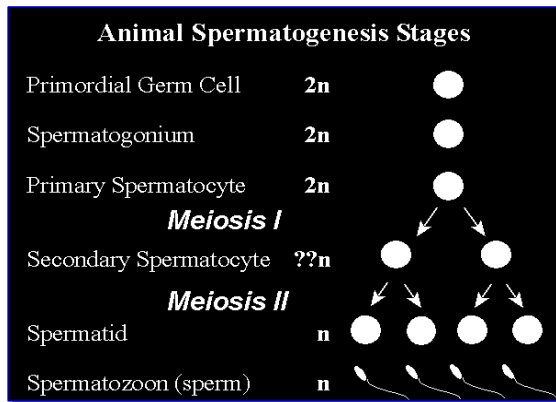 Animal Spermatogenesis Stages
Primordial Germ Cell 2n
Spermatogonium 2n
Primary Spermatocyte 2n
Meiosis I
Secondary Spermatocyte ??n
Meiosis II
Spermatid n
Spermatozoon (sperm) n